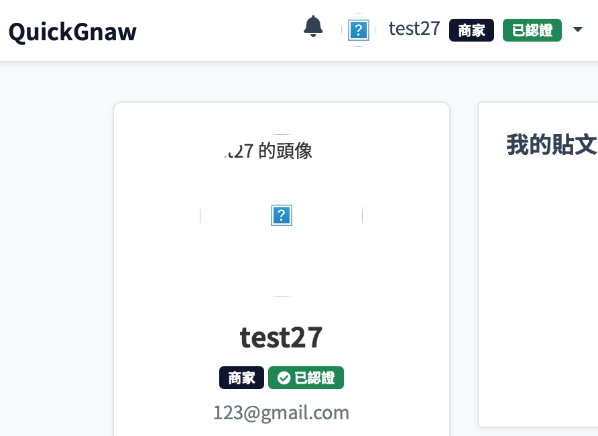 QuickGnaw test27 商家 已認證
27 的頭像
我的貼文
test27
商家 已認證
123@gmail.com